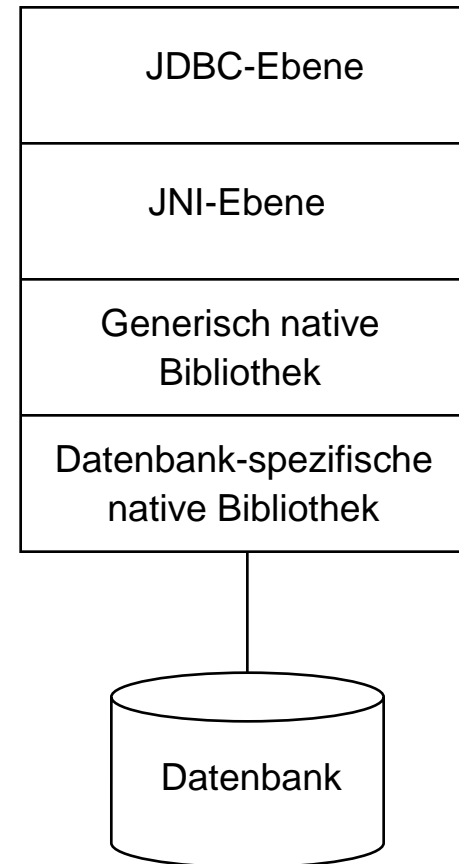 JDBC-Ebene
JNI-Ebene
Generisch native
Bibliothek
Datenbank-spezifische
native Bibliothek
Datenbank